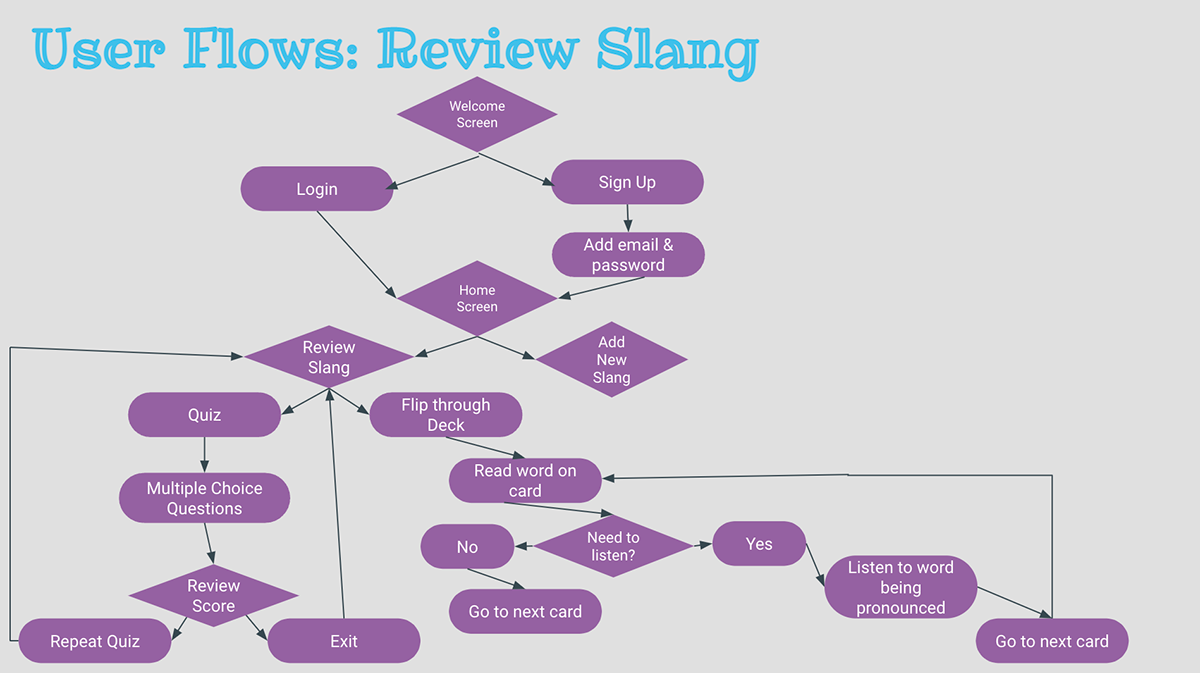 User Flows: Review Slang
Welcome
Screen
Login
Sign Up
Add email &
password
Home
Screen
Review
Slang
Add
New
Slang
Quiz
Flip through
Deck
Multiple Choice
Questions
Read word on
card
Need to
listen?
No
Yes
Go to next card
Listen to word
being
pronounced
Review
Score
Repeat Quiz
Exit
Go to next card